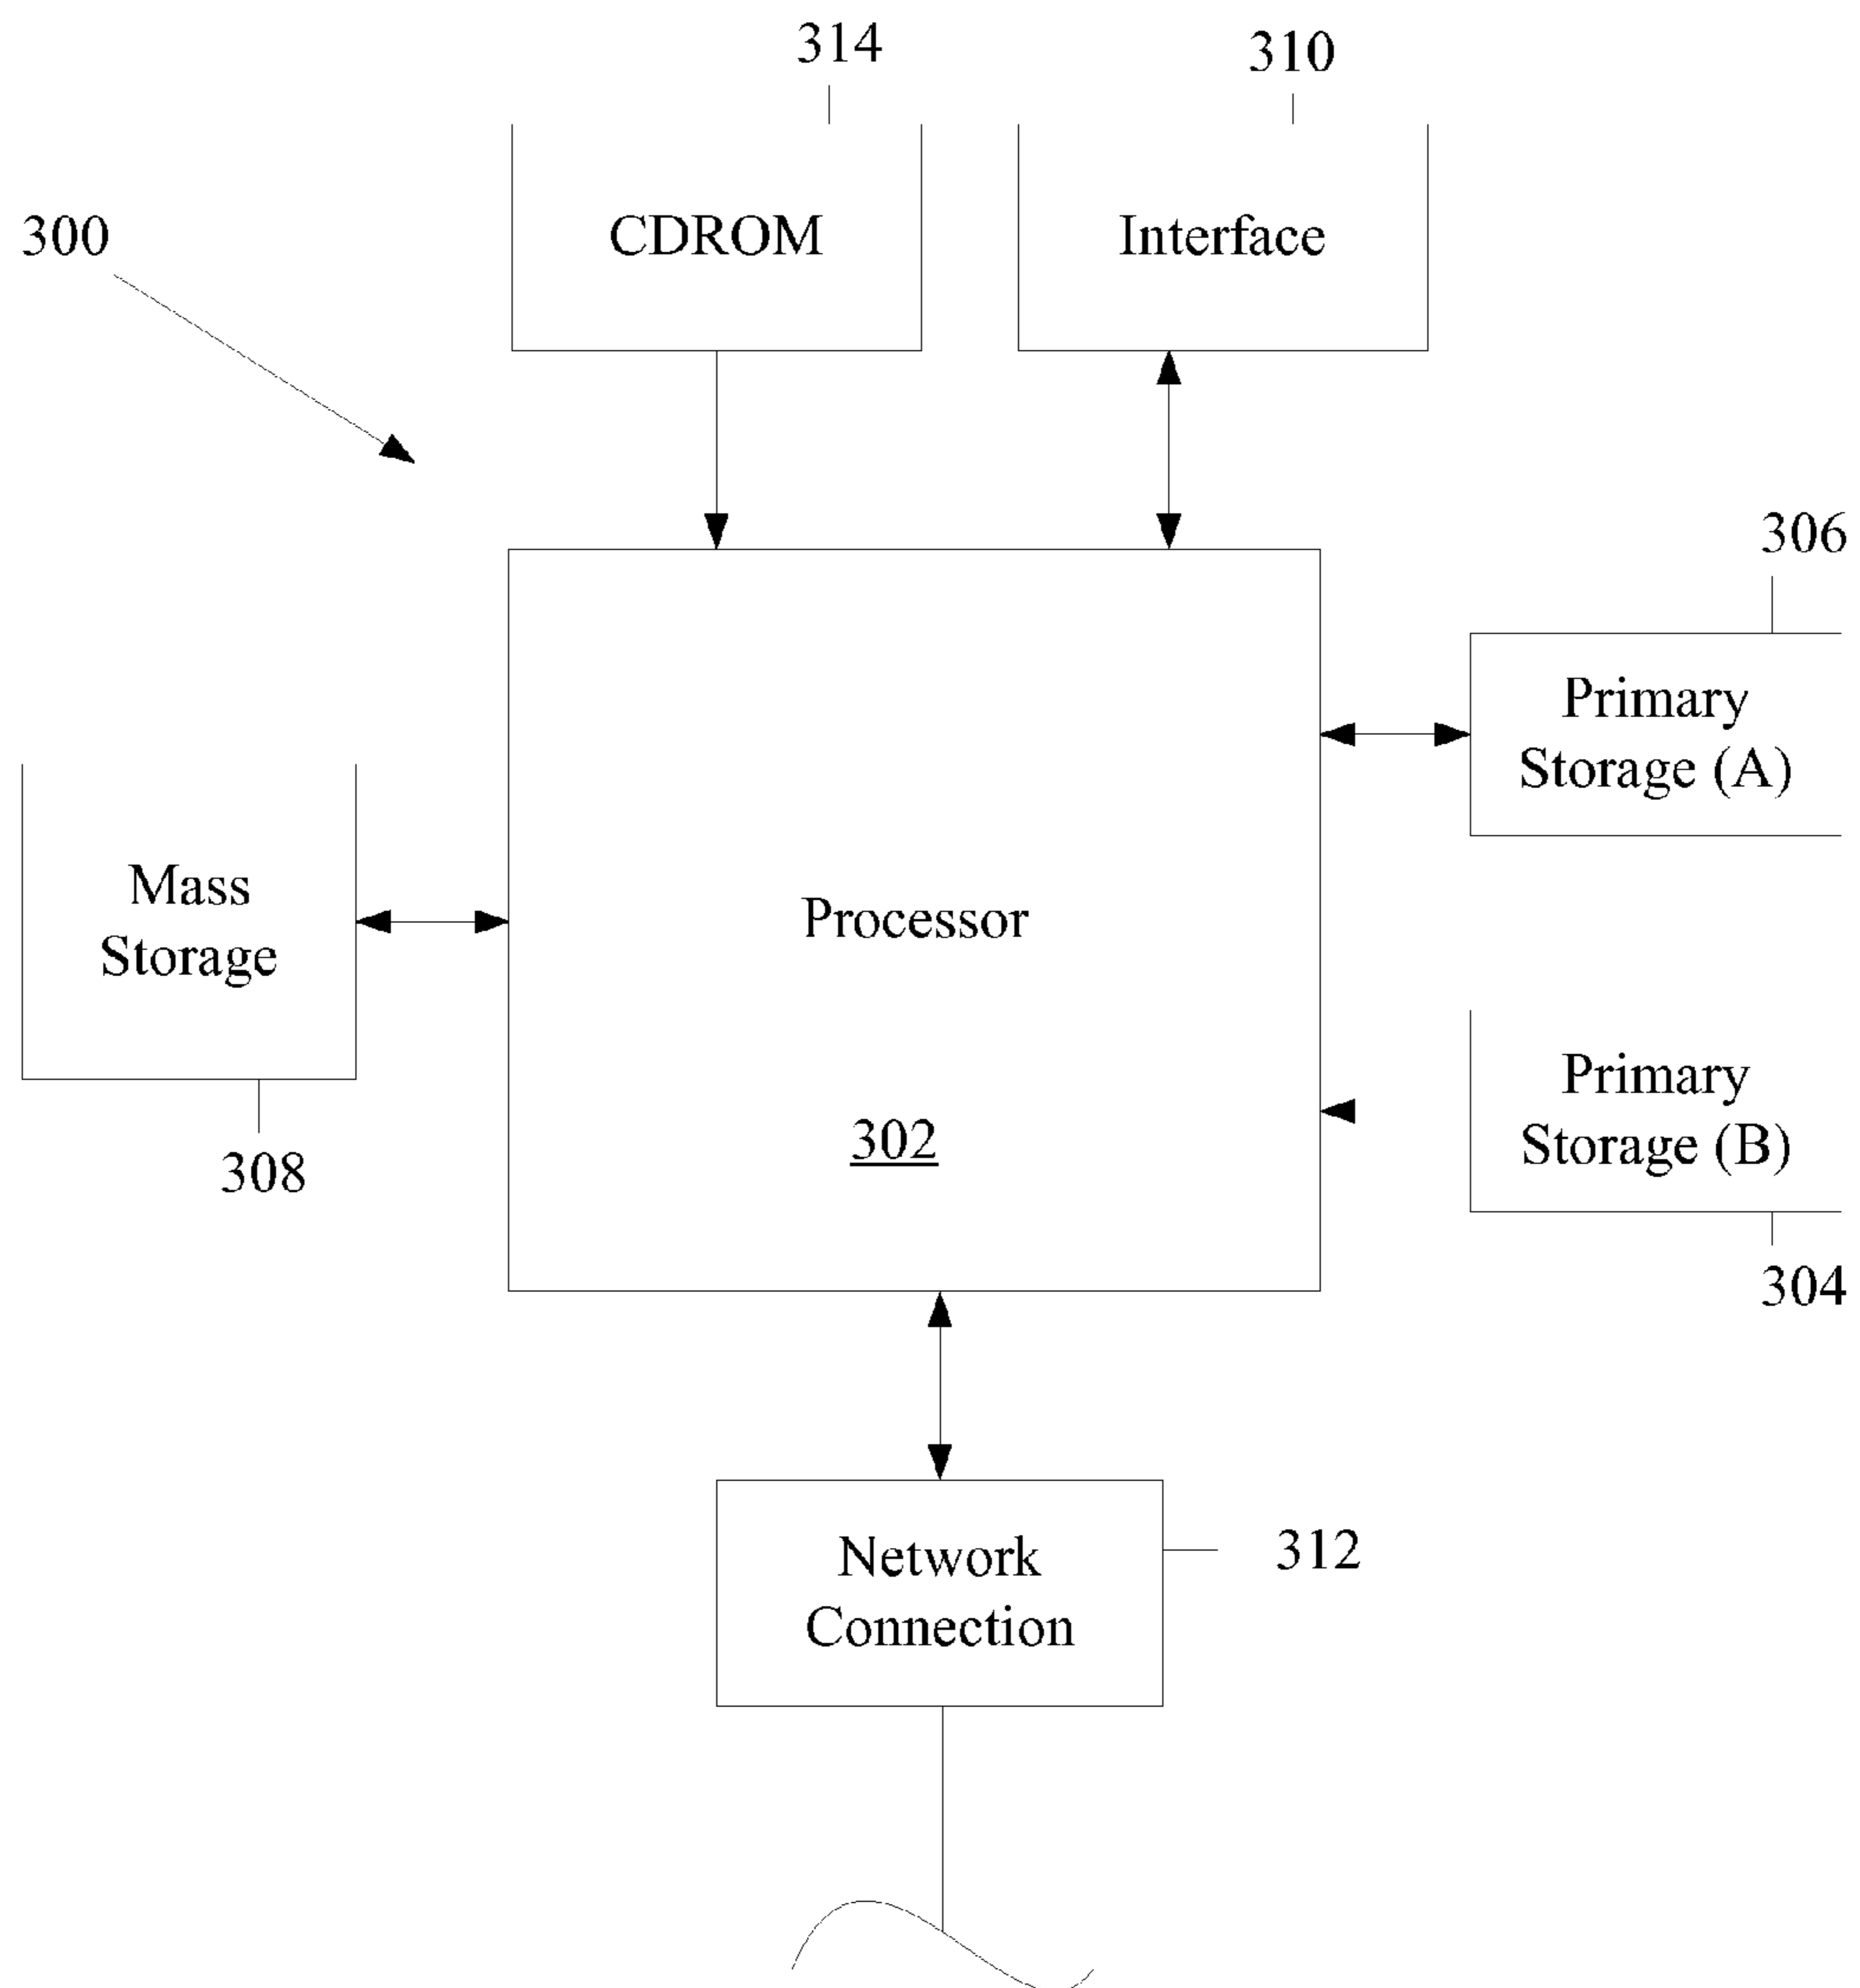 314
310
300
CDROM
Interface
306
Primary
Storage (A)
Mass
Storage
Processor
302
308
Primary
Storage (B)
304
Network
Connection
312